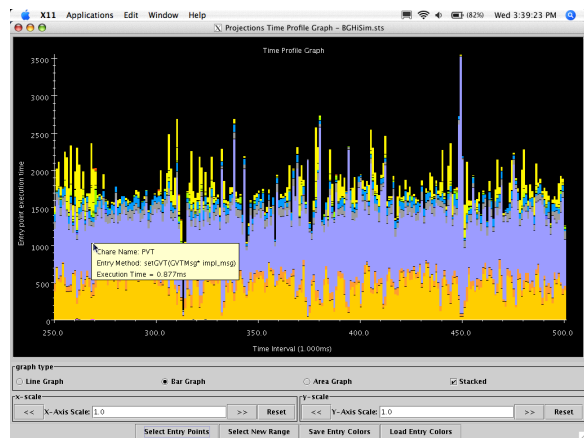 X11 Applications Edit Window Help (82%) Wed 3:39:23 PM
Projections Time Profile Graph – BGHiSim.sts
Time Profile Graph
Entry point execution time
3500
3000
2500
2000
1500
1000
500
0
Chare Name: PVT
Entry Method: setGVT(GVTMsg* impl_msg)
Execution Time = 0.877ms
250.0 300.0 350.0 400.0 450.0 500.0
Time Interval (1.000ms)
graph type
Line Graph Bar Graph Area Graph Stacked
x-scale y-scale
<< X-Axis Scale: 1.0 >> Reset << Y-Axis Scale: 1.0 >> Reset
Select Entry Points Select New Range Save Entry Colors Load Entry Colors